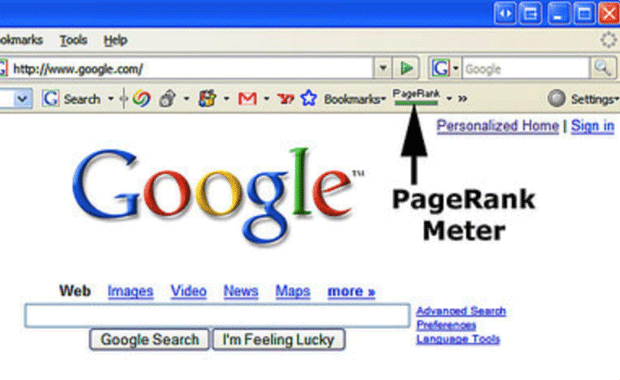 okmarks Tools Help
http://www.google.com/ G Google
G Search Bookmarks PageRank » Settings
Personalized Home | Sign in
Google™
PageRank
Meter
Web Images Video News Maps more »
Advanced Search
Preferences
Language Tools
Google Search I'm Feeling Lucky